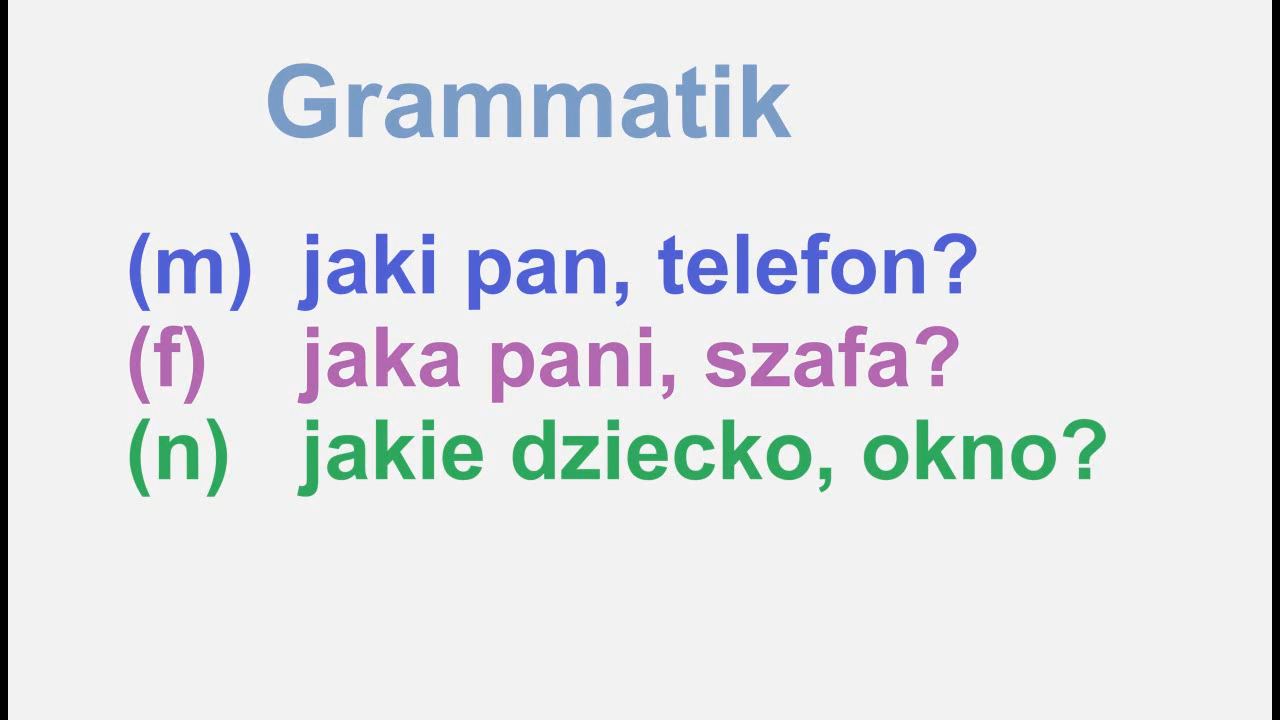 Grammatik
(m) jaki pan, telefon?
(f) jaka pani, szafa?
(n) jakie dziecko, okno?